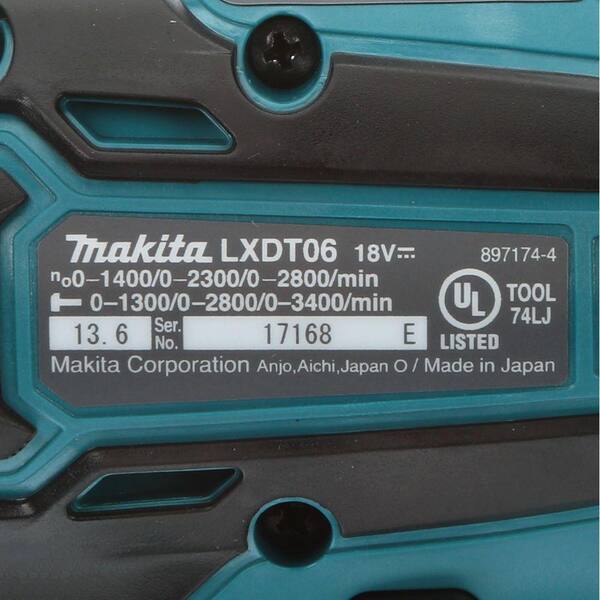 makita LXDT06 18V⎓ 897174-4
n₀0-1400/0-2300/0-2800/min
0-1300/0-2800/0-3400/min
13.6 Ser. No. 17168 E
UL TOOL 74LJ
LISTED
Makita Corporation Anjo,Aichi,Japan O / Made in Japan